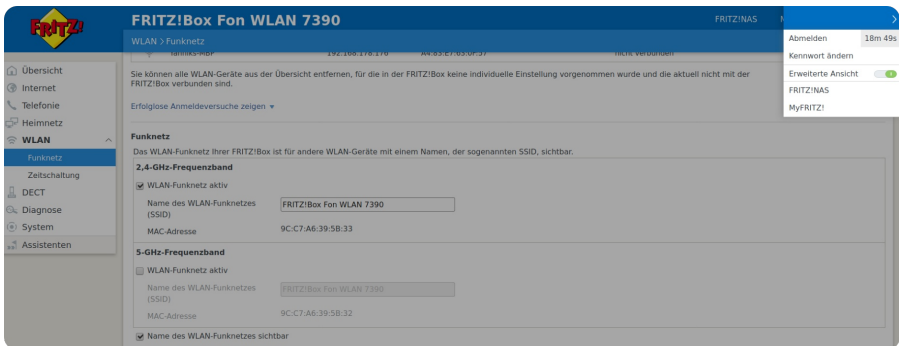 FRITZ!
FRITZ!Box Fon WLAN 7390
FRITZ!NAS
WLAN > Funknetz
Abmelden 18m 49s
Kennwort ändern
Erweiterte Ansicht
FRITZ!NAS
MyFRITZ!
Übersicht
Internet
Telefonie
Heimnetz
WLAN
Funknetz
Zeitschaltung
DECT
Diagnose
System
Assistenten
192.168.178.176 nicht verbunden
Sie können alle WLAN-Geräte aus der Übersicht entfernen, für die in der FRITZ!Box keine individuelle Einstellung vorgenommen wurde und die aktuell nicht mit der
FRITZ!Box verbunden sind.
Erfolglose Anmeldeversuche zeigen
Funknetz
Das WLAN-Funknetz Ihrer FRITZ!Box ist für andere WLAN-Geräte mit einem Namen, der sogenannten SSID, sichtbar.
2,4-GHz-Frequenzband
WLAN-Funknetz aktiv
Name des WLAN-Funknetzes FRITZ!Box Fon WLAN 7390
(SSID)
MAC-Adresse 9C:C7:A6:39:5B:33
5-GHz-Frequenzband
WLAN-Funknetz aktiv
Name des WLAN-Funknetzes FRITZ!Box Fon WLAN 7390
(SSID)
MAC-Adresse 9C:C7:A6:39:5B:32
Name des WLAN-Funknetzes sichtbar